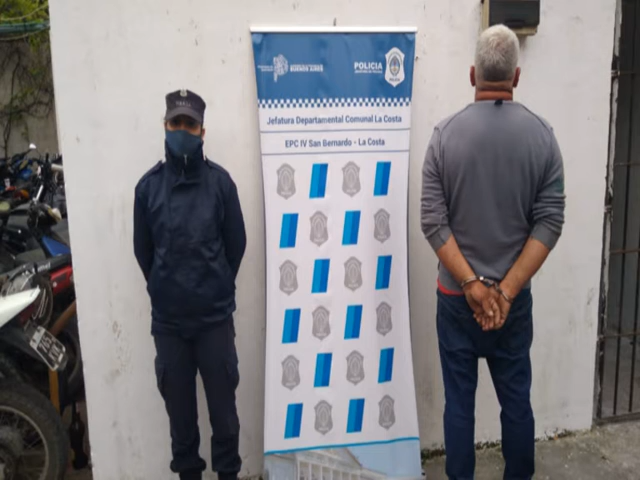 BUENOS AIRES
POLICIA
Jefatura Departamental Comunal La Costa
EPC IV San Bernardo - La Costa